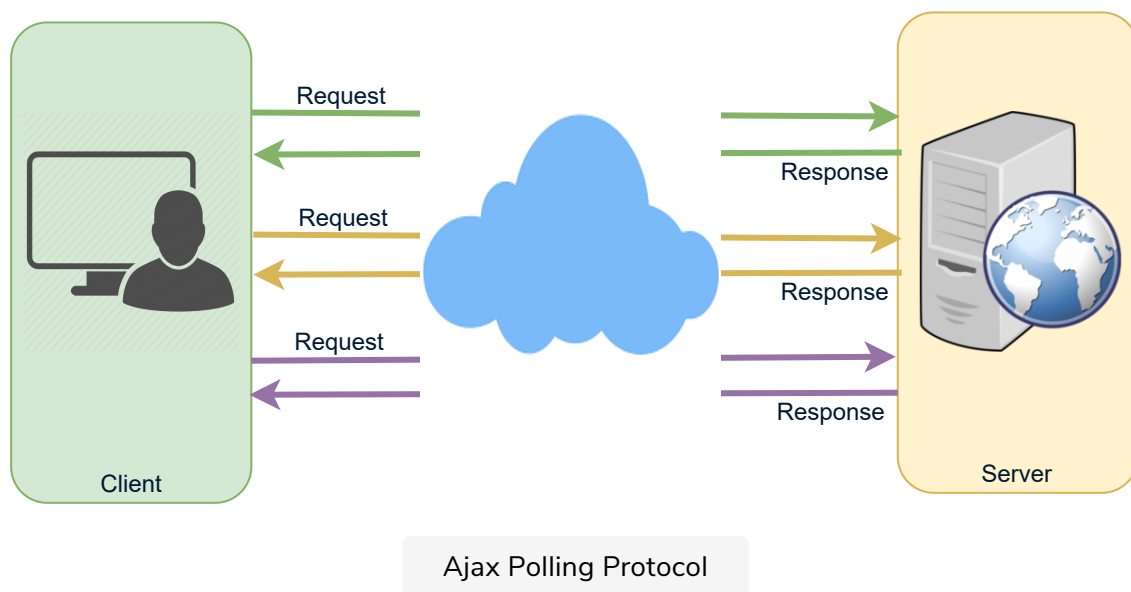 Request
Response
Request
Response
Request
Response
Client
Server
Ajax Polling Protocol